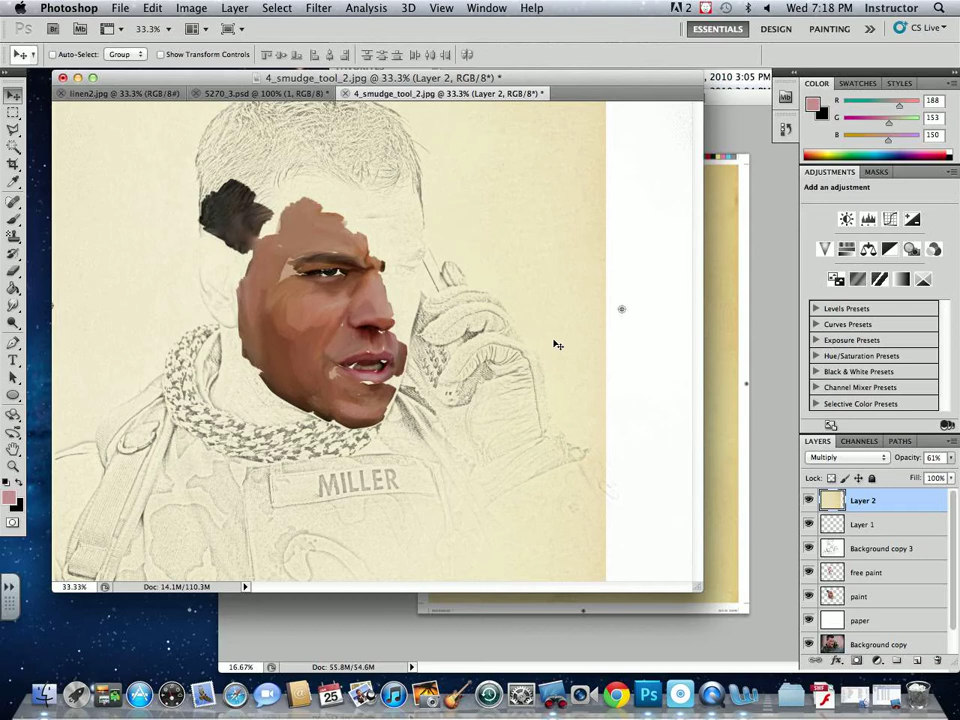 Photoshop File Edit Image Layer Select Filter Analysis 3D View Window Help A 2 Wed 7:18 PM Instructor
Ps Br Mb 33.3% ESSENTIALS DESIGN PAINTING CS Live
Auto-Select: Group Show Transform Controls
4_smudge_tool_2.jpg @ 33.3% (Layer 2, RGB/8*) *
, 2010 3:05 PM
linen2.jpg @ 33.3% (RGB/8#) 5270_3.psd @ 100% (1, RGB/8) * 4_smudge_tool_2.jpg @ 33.3% (Layer 2, RGB/8*) *
COLOR SWATCHES STYLES
R 188
G 153
B 150
ADJUSTMENTS MASKS
Add an adjustment
Levels Presets
Curves Presets
Exposure Presets
Hue/Saturation Presets
Black & White Presets
Channel Mixer Presets
Selective Color Presets
MILLER
LAYERS CHANNELS PATHS
Multiply Opacity: 61%
Lock: Fill: 100%
Layer 2
Layer 1
Background copy 3
free paint
paint
paper
Background copy
33.33% Doc: 14.1M/110.3M
16.67% Doc: 55.8M/54.6M